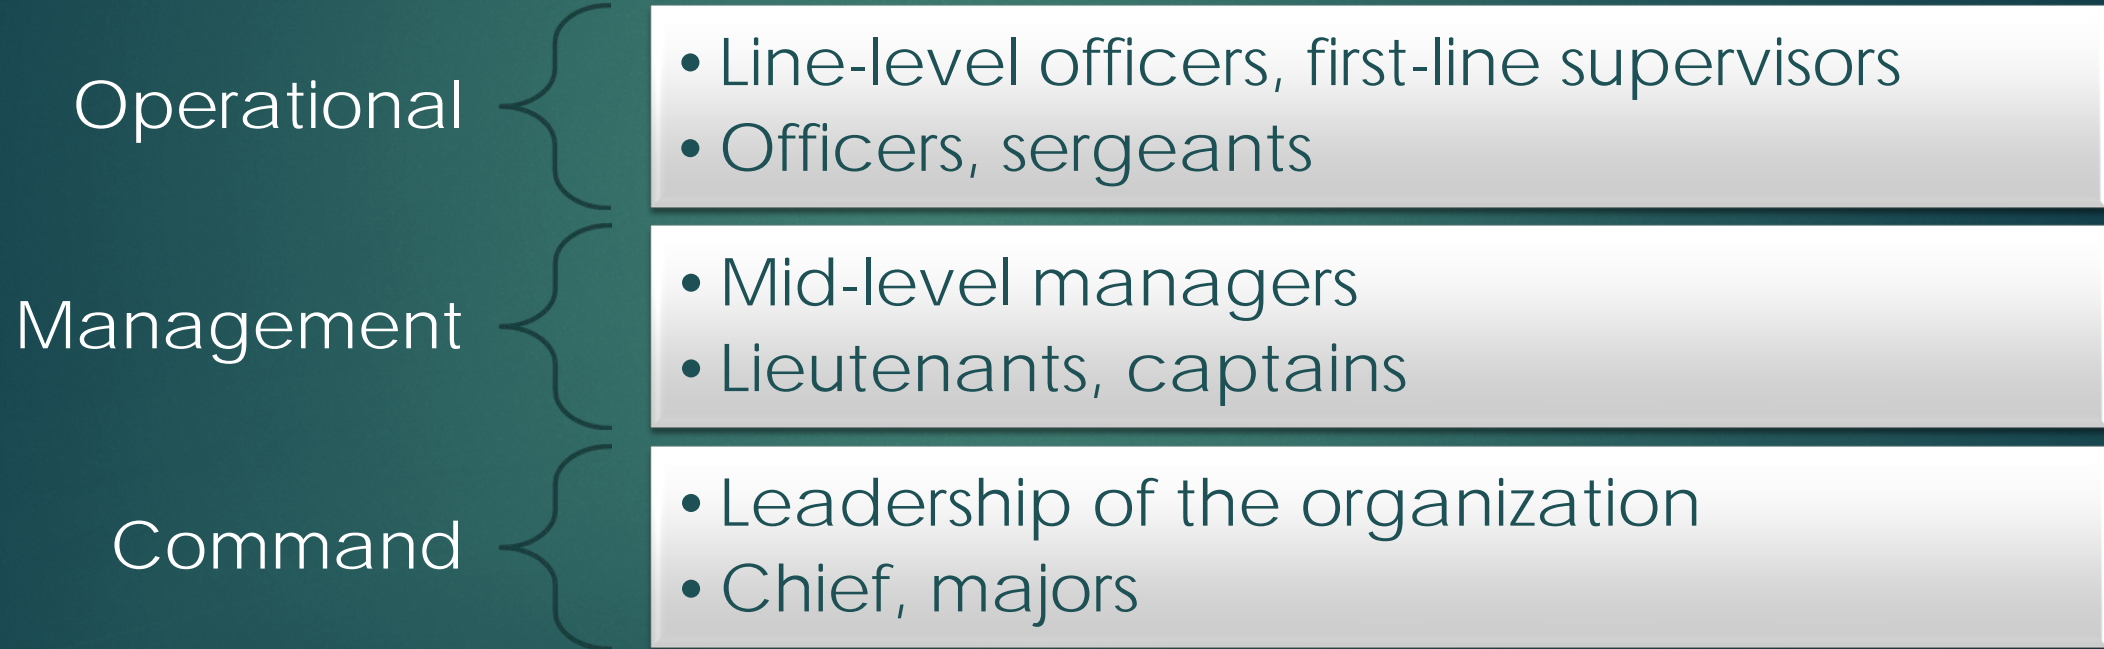 Operational
• Line-level officers, first-line supervisors
• Officers, sergeants
Management
• Mid-level managers
• Lieutenants, captains
Command
• Leadership of the organization
• Chief, majors